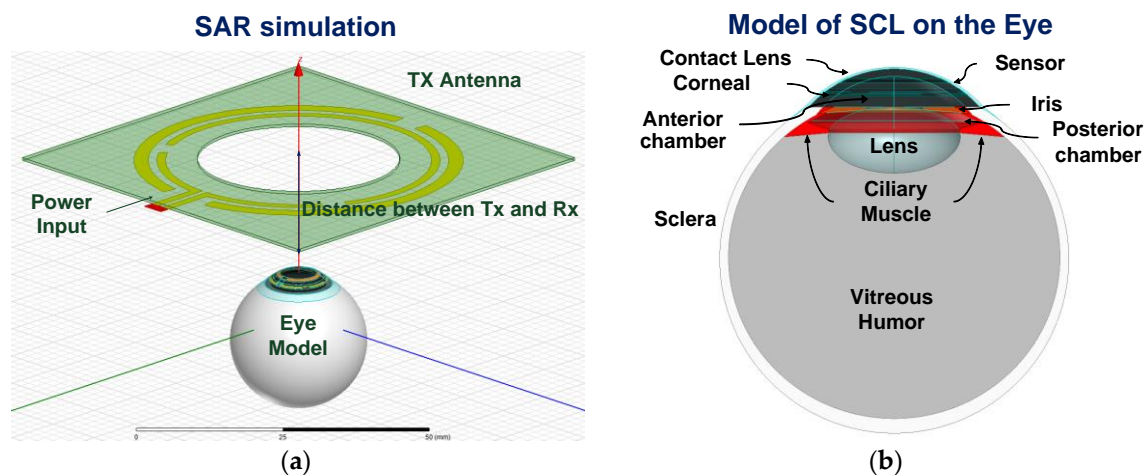 SAR simulation
Z
TX Antenna
Power
Input
Distance between Tx and Rx
Eye
Model
0
25
50 (mm)
(a)
Model of SCL on the Eye
Contact Lens
Corneal
Sensor
Anterior
chamber
Iris
Posterior
chamber
Lens
Ciliary
Muscle
Sclera
Vitreous
Humor
(b)